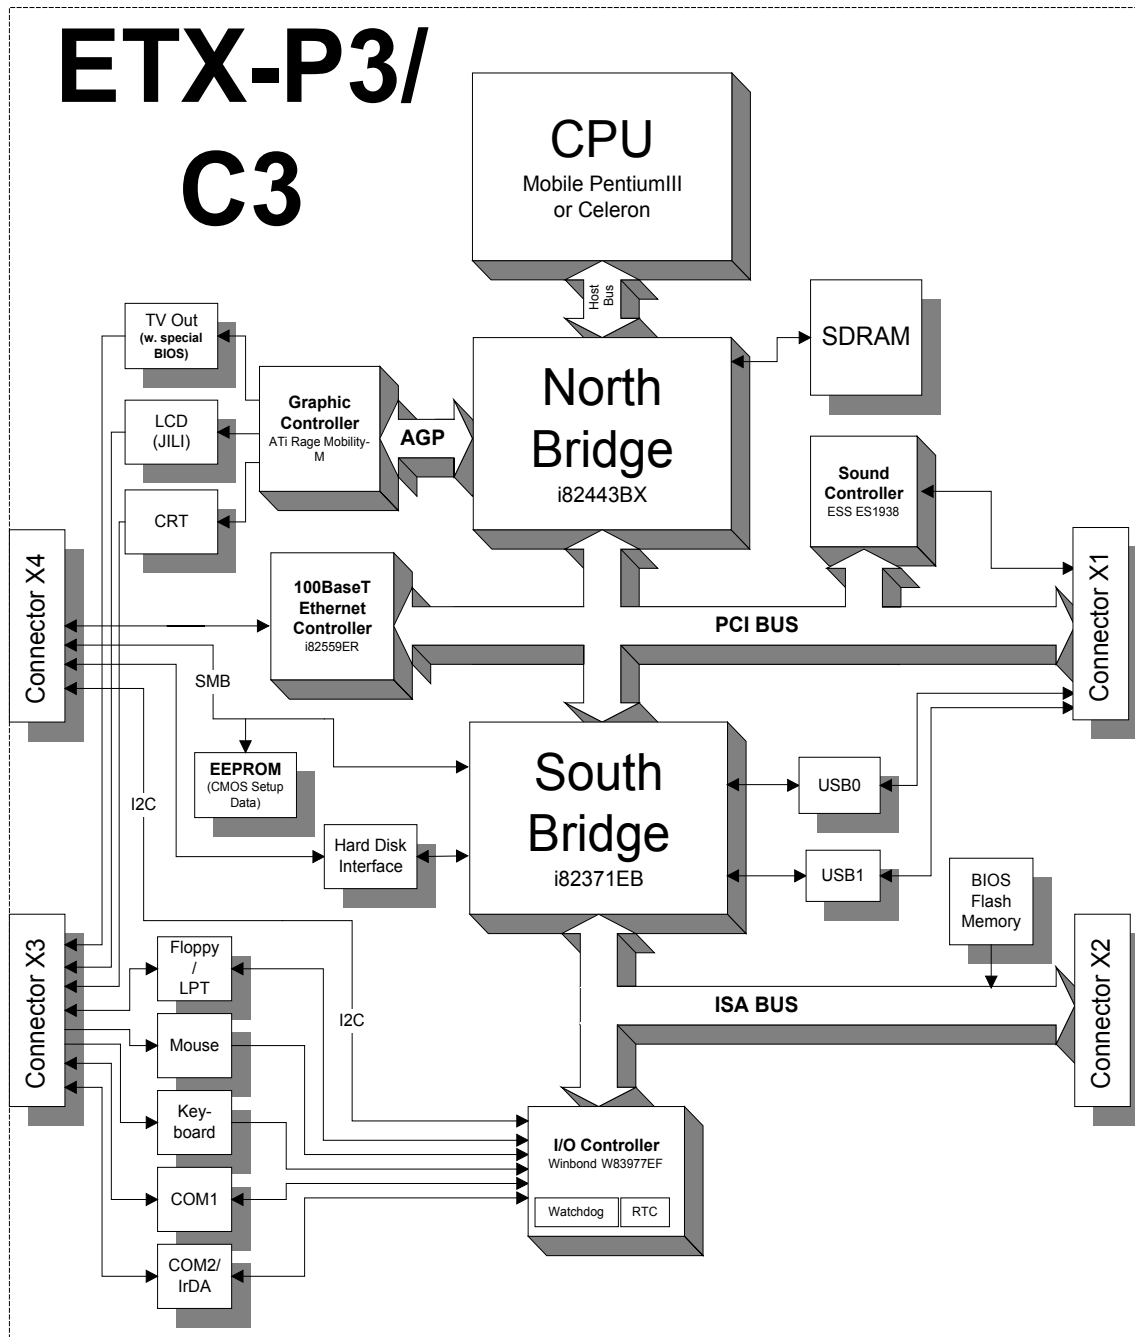 ETX-P3/
C3
CPU
Mobile PentiumIII
or Celeron
Host
Bus
TV Out
(w. special
BIOS)
SDRAM
North
Bridge
i82443BX
Graphic
Controller
ATi Rage Mobility-
M
AGP
LCD
(JILI)
CRT
Sound
Controller
ESS ES1938
Connector X4
100BaseT
Ethernet
Controller
i82559ER
PCI BUS
Connector X1
SMB
EEPROM
(CMOS Setup
Data)
South
Bridge
i82371EB
USB0
I2C
Hard Disk
Interface
USB1
BIOS
Flash
Memory
Connector X3
Floppy
/
LPT
I2C
ISA BUS
Connector X2
Mouse
Key-
board
I/O Controller
Winbond W83977EF
Watchdog
RTC
COM1
COM2/
IrDA